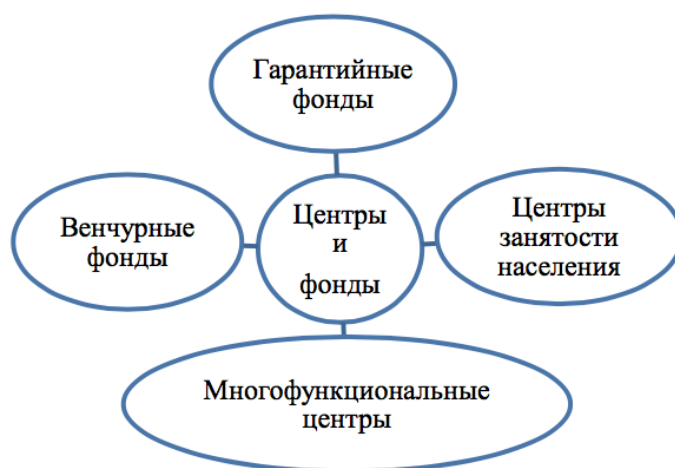 Гарантийные
фонды
Венчурные
фонды
Центры
и
фонды
Центры
занятости
населения
Многофункциональные
центры